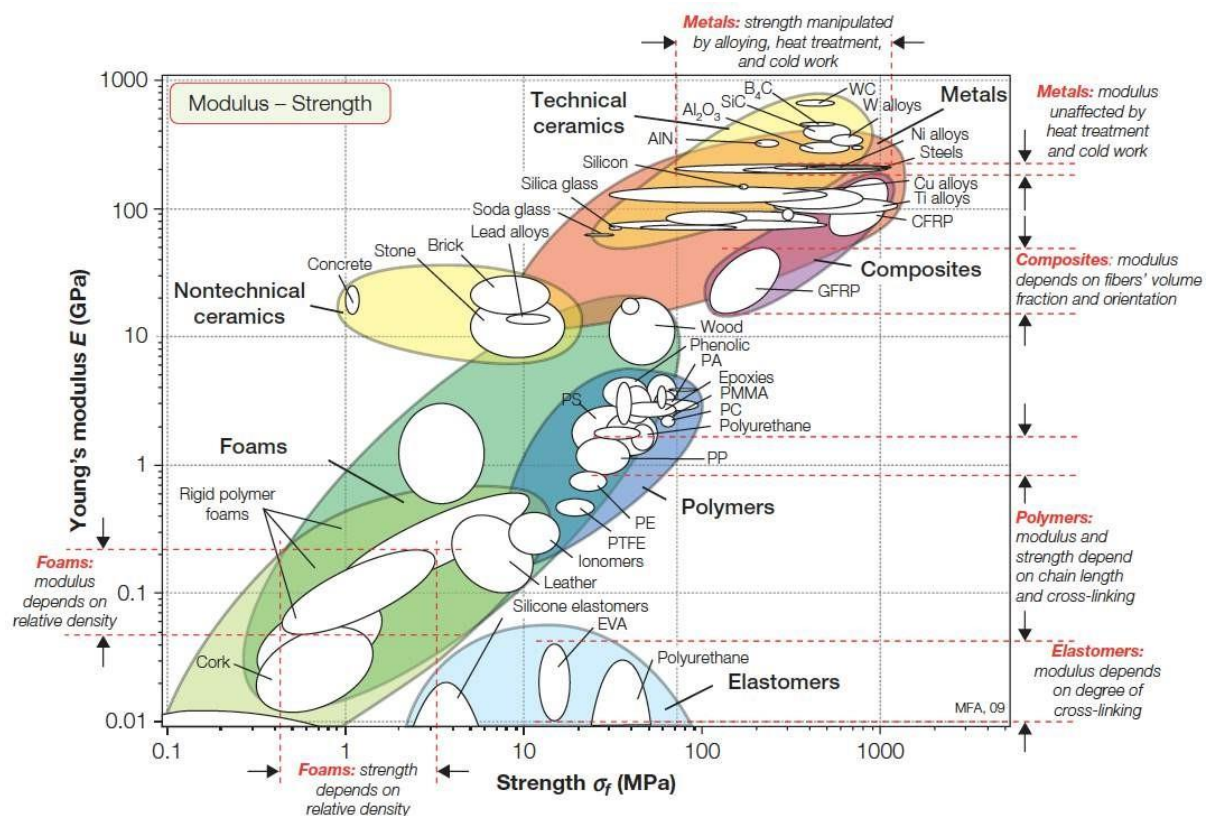 Metals: strength manipulated
by alloying, heat treatment,
and cold work
1000
Modulus – Strength
Technical
ceramics
B₄C
SiC
Al₂O₃
WC
W alloys
Metals
AlN
Ni alloys
Steels
Silicon
Silica glass
Cu alloys
Ti alloys
100
Soda glass
Lead alloys
CFRP
Brick
Stone
Concrete
Composites
Nontechnical
ceramics
GFRP
10
Wood
Phenolic
PA
Epoxies
PMMA
PS
PC
Polyurethane
Foams
1
PP
Rigid polymer
foams
Polymers
PE
PTFE
Ionomers
0.1
Leather
Silicone elastomers
EVA
Cork
Polyurethane
Elastomers
0.01
MFA, 09
Young's modulus E (GPa)
0.1
1
10
100
1000
Strength σf (MPa)
Metals: modulus
unaffected by
heat treatment
and cold work
Composites: modulus
depends on fibers' volume
fraction and orientation
Polymers:
modulus and
strength depend
on chain length
and cross-linking
Elastomers:
modulus depends
on degree of
cross-linking
Foams:
modulus
depends on
relative density
Foams: strength
depends on
relative density